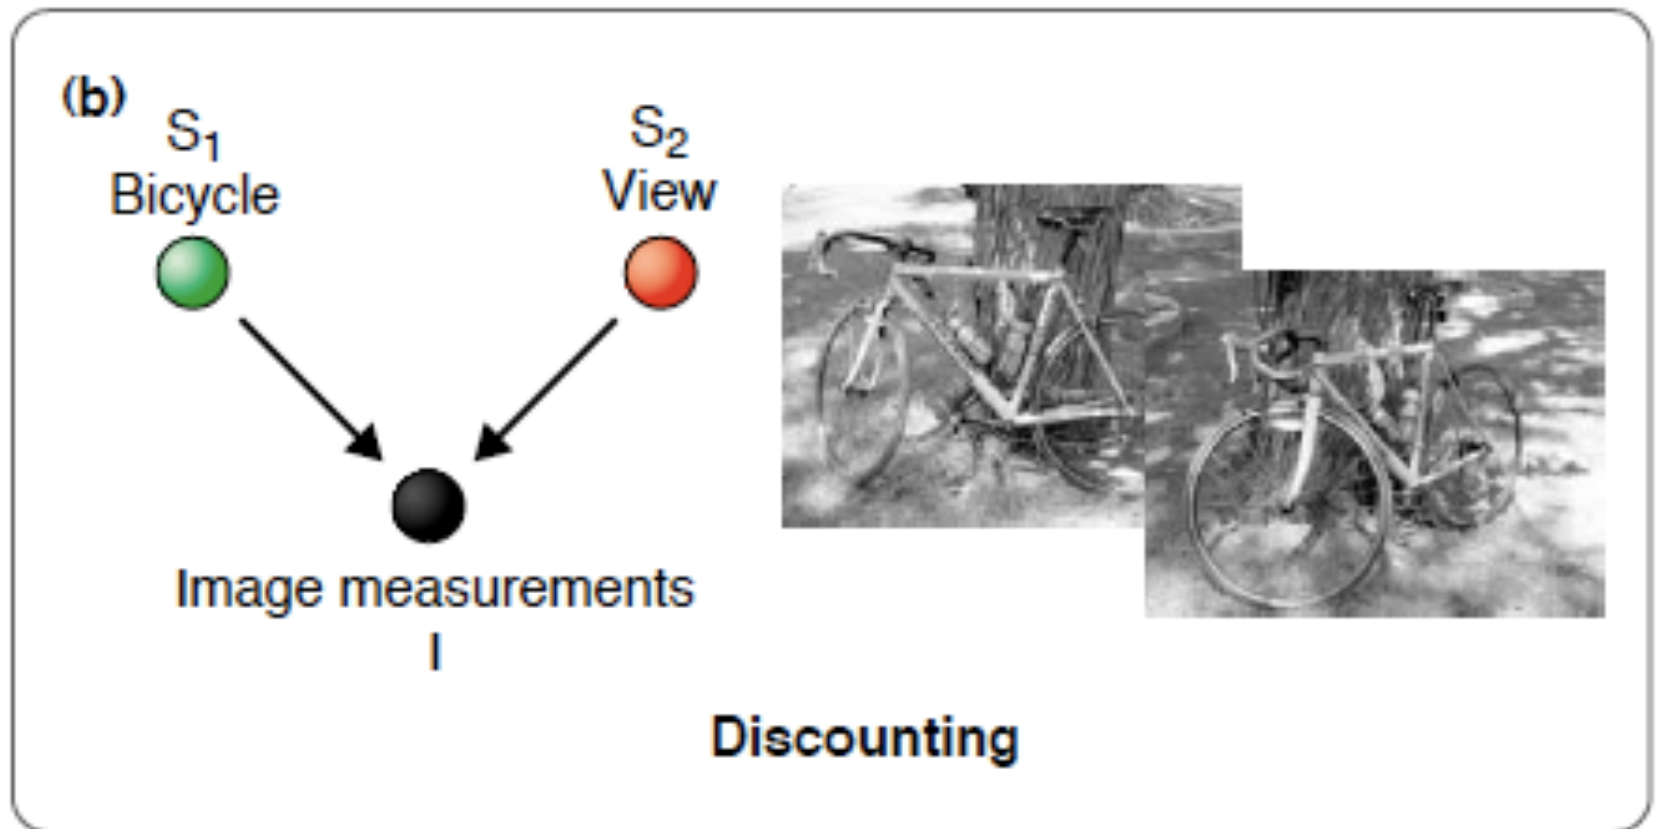 (b)
S₁
Bicycle
S₂
View
Image measurements
I
Discounting